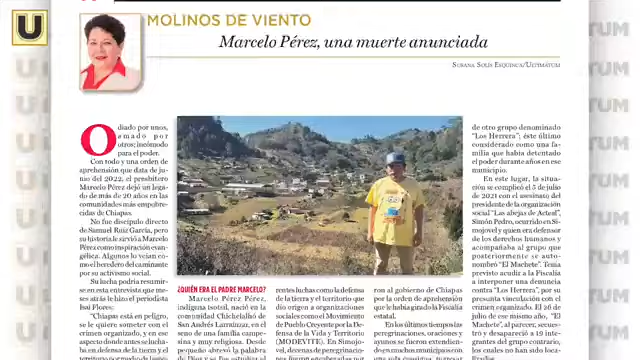 U
MOLINOS DE VIENTO
Marcelo Pérez, una muerte anunciada
SUSANA SOLÍS ESQUINCA/ULTIMÁTUM
Odiado por unos,
amado por
otros; incómodo
para el poder.
Con todo y una orden de
aprehensión que data de
junio del 2022, el presbítero
Marcelo Pérez dejó un lega-
do de más de 20 años en las
comunidades más empobre-
cidas de Chiapas.
No fue discípulo directo
de Samuel Ruiz García, pero
su historia le sirvió a Marcelo
Pérez como inspiración evan-
gélica. Algunos lo veían co-
mo el heredero del caminante
por su activismo social.
Su lucha podría resumir-
se en esta entrevista que me-
ses atrás le hizo el periodista
Isaí Flores:
"Chiapas está en peligro,
se le quiere someter con el
crimen organizado, y en ese
aspecto donde antes se lucha-
ba en defensa de la tierra y el
¿QUIÉN ERA EL PADRE MARCELO?
Marcelo Pérez Pérez,
indígena tsotsil, nació en la
comunidad Chichelalhó de
San Andrés Larráinzar, en el
seno de una familia campe-
sina y muy religiosa. Desde
pequeño abrezó la palabra
rentes luchas como la defensa de
la tierra y el territorio que
dio origen a organizaciones
sociales como el Movimiento
de Pueblo Creyente por la De-
fensa de la Vida y Territorio
(MODEVITE). En Simojovel,
decenas de peregrinacio-
ron al gobierno de Chiapas
por la orden de aprehensión
que le había girado la Fiscalía
estatal.
En los últimos tiempos las
peregrinaciones, oraciones y
ayunos se fueron extendien-
do en muchos municipios con
de otro grupo denominado
"Los Herrera"; éste último
considerado como una fa-
milia que había detentado
el poder durante años en ese
municipio.
En este lugar, la situación
se complicó el 5 de julio
de 2021 con el asesinato del
presidente de la organización
social "Las abejas de Acteal",
Simón Pedro, ocurrido en Si-
mojovel y quien era defensor
de los derechos humanos y
acompañaba al grupo
que posteriormente se auto-
nombró "El Machete". Tenía
previsto acudir a la Fiscalía
a interponer una denuncia
contra "Los Herrera", por su
presunta vinculación con el
crimen organizado. El 26 de
julio de ese mismo año, "El
Machete", al parecer, secues-
tró y desapareció a 19 inte-
grantes del grupo contrario,
los cuales no han sido loca-